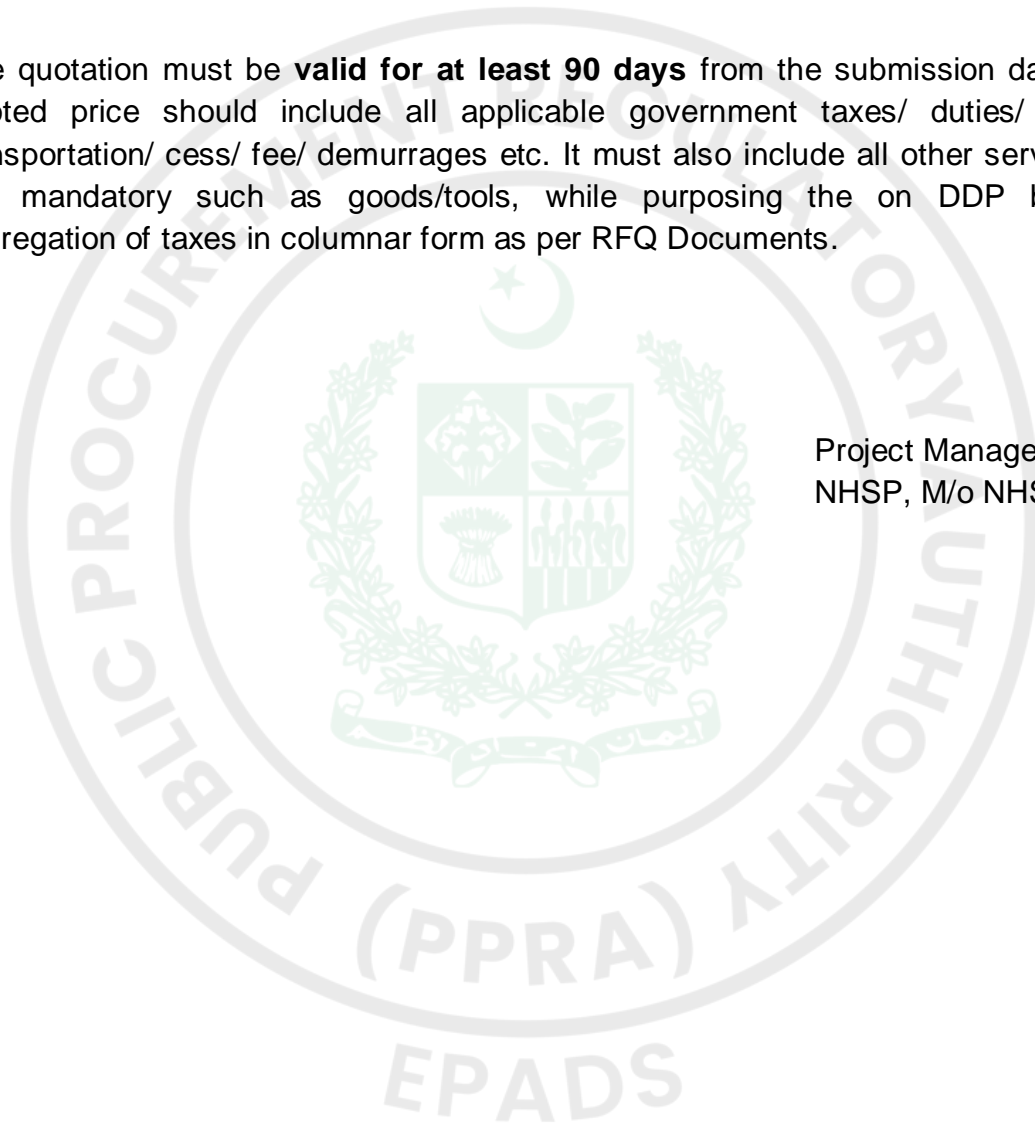 e quotation must be valid for at least 90 days from the submission da
ted price should include all applicable government taxes/ duties/
nsportation/ cess/ fee/ demurrages etc. It must also include all other serv
mandatory such as goods/tools, while purposing the on DDP b
regation of taxes in columnar form as per RFQ Documents.
Project Manage
NHSP, M/o NHS
PUBLIC PROCUREMENT REGULATORY AUTHORITY
(PPRA)
EPADS